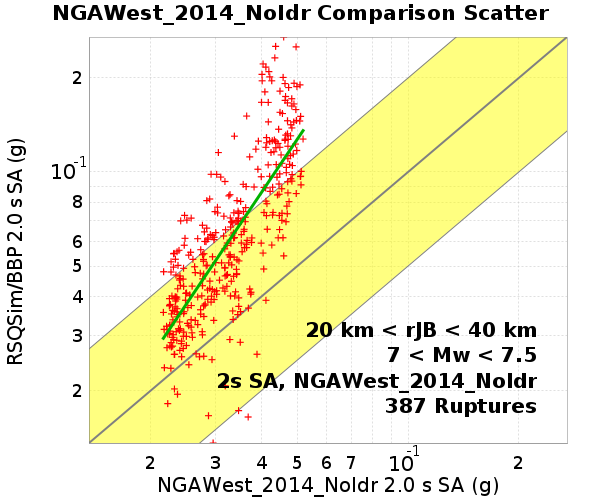 NGAWest_2014_NoIdr Comparison Scatter
RSQSim/BBP 2.0 s SA (g)
2
10-1
8
6
5
4
3
2
20 km < rJB < 40 km
7 < Mw < 7.5
2s SA, NGAWest_2014_NoIdr
387 Ruptures
2 3 4 5 6 7 10-1 2
NGAWest_2014_NoIdr 2.0 s SA (g)